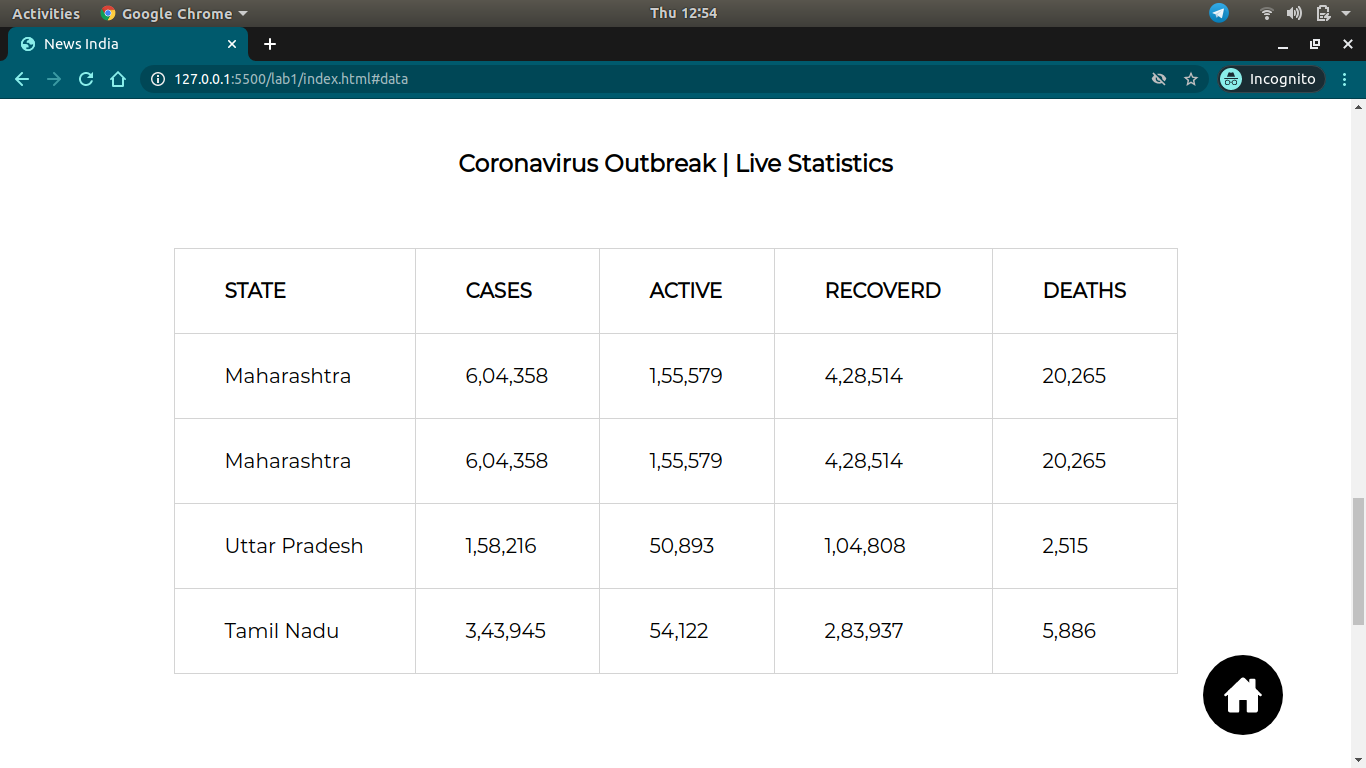 Activities Google Chrome Thu 12:54
News India
127.0.0.1:5500/lab1/index.html#data Incognito
Coronavirus Outbreak | Live Statistics
STATE CASES ACTIVE RECOVERD DEATHS
Maharashtra 6,04,358 1,55,579 4,28,514 20,265
Maharashtra 6,04,358 1,55,579 4,28,514 20,265
Uttar Pradesh 1,58,216 50,893 1,04,808 2,515
Tamil Nadu 3,43,945 54,122 2,83,937 5,886